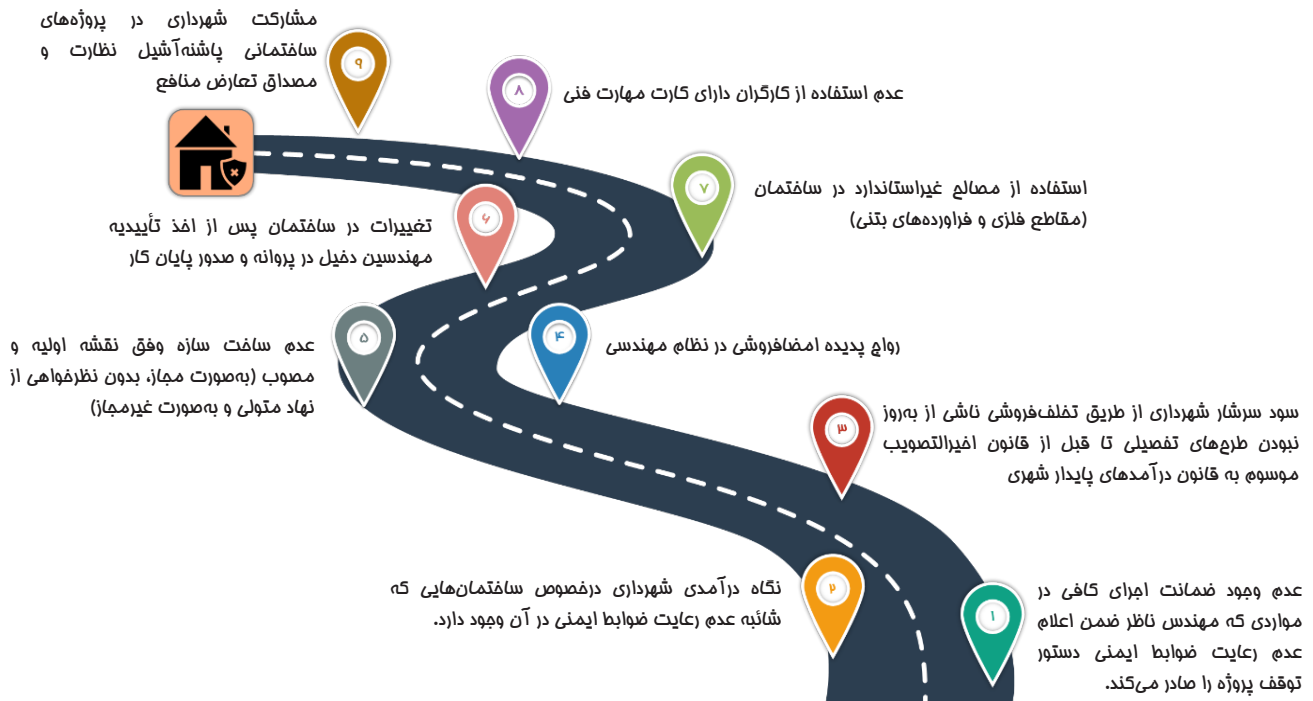 ۱
عدم وجود ضمانت اجرای کافی در
مواردی که مهندس ناظر ضمن اعلام
عدم رعایت ضوابط ایمنی دستور
توقف پروژه را صادر می‌کند.
۲
نگاه درآمدی شهرداری درخصوص ساختمان‌هایی که
شائبه عدم رعایت ضوابط ایمنی در آن وجود دارد.
۳
سود سرشار شهرداری از طریق تخلف‌فروشی ناشی از به‌روز
نبودن طرح‌های تفصیلی تا قبل از قانون اخیرالتصویب
موسوم به قانون درآمدهای پایدار شهری
۴
رواج پدیده امضافروشی در نظام مهندسی
۵
عدم ساخت سازه وفق نقشه اولیه و
مصوب (به‌صورت مجاز، بدون نظرخواهی از
نهاد متولی و به‌صورت غیرمجاز)
۶
تغییرات در ساختمان پس از اخذ تأییدیه
مهندسین دخیل در پروانه و صدور پایان کار
۷
استفاده از مصالح غیراستاندارد در ساختمان
(مقاطع فلزی و فراورده‌های بتنی)
۸
عدم استفاده از کارگران دارای کارت مهارت فنی
۹
مشارکت شهرداری در پروژه‌های
ساختمانی پاشنه‌آشیل نظارت و
مصداق تعارض منافع